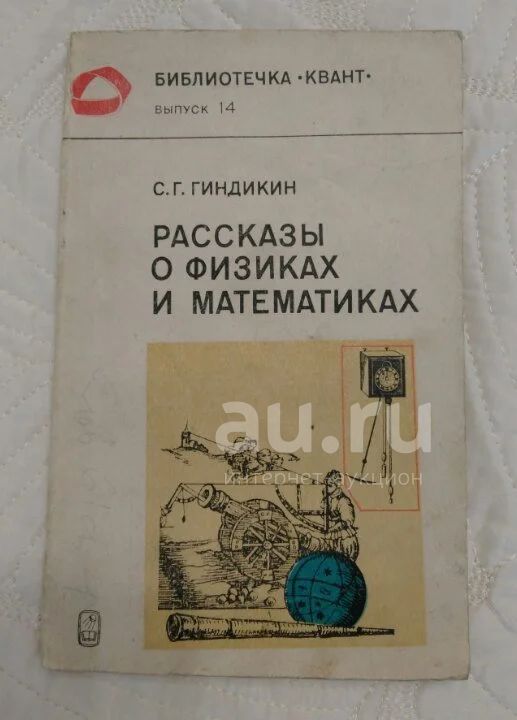 БИБЛИОТЕЧКА •КВАНТ•
ВЫПУСК 14
С. Г. ГИНДИКИН
РАССКАЗЫ
О ФИЗИКАХ
И МАТЕМАТИКАХ
au.ru
интернет-аукцион